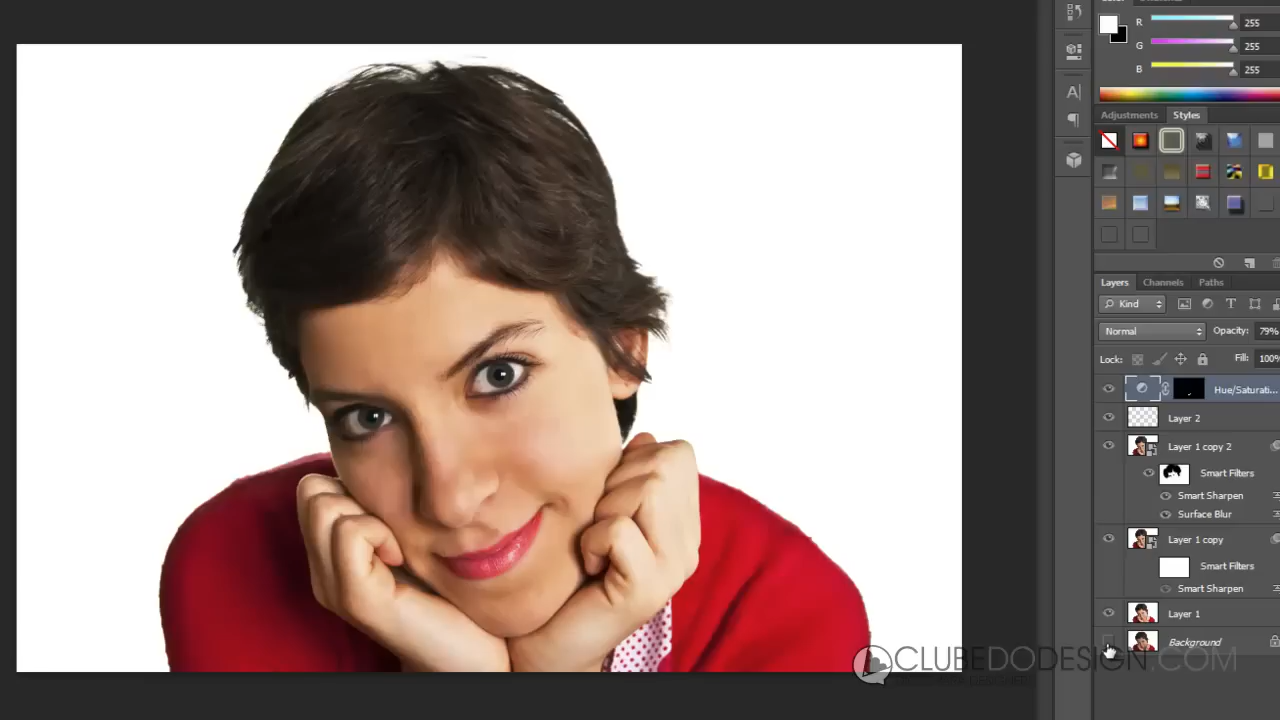 R 255
G 255
B 255
Adjustments Styles
Layers Channels Paths
Kind T
Normal Opacity: 79%
Lock: Fill: 100%
Hue/Saturati...
Layer 2
Layer 1 copy 2
Smart Filters
Smart Sharpen
Surface Blur
Layer 1 copy
Smart Filters
Smart Sharpen
Layer 1
Background
CLUBEDODESIGN.COM